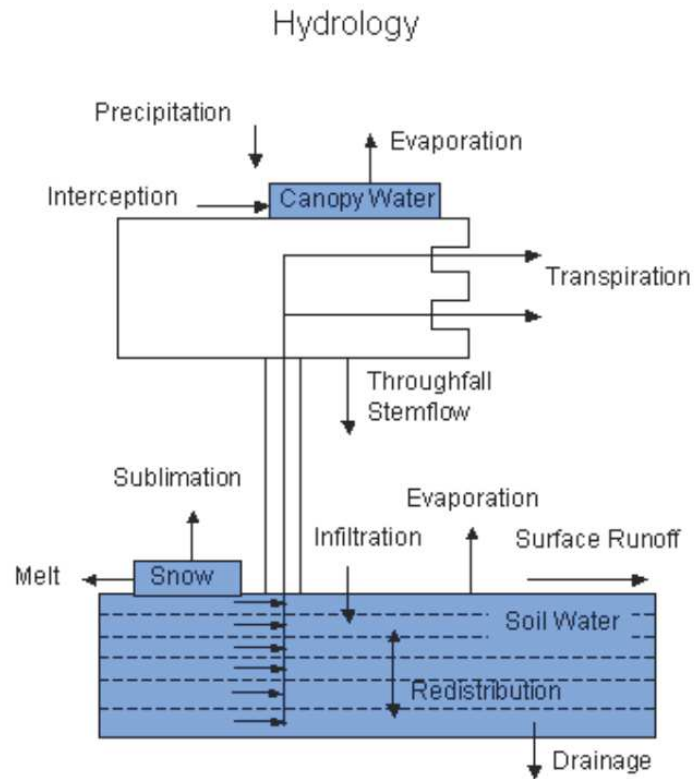 Hydrology
Precipitation
Evaporation
Interception
Canopy Water
Transpiration
Throughfall
Stemflow
Sublimation
Evaporation
Infiltration
Surface Runoff
Melt
Snow
Soil Water
Redistribution
Drainage